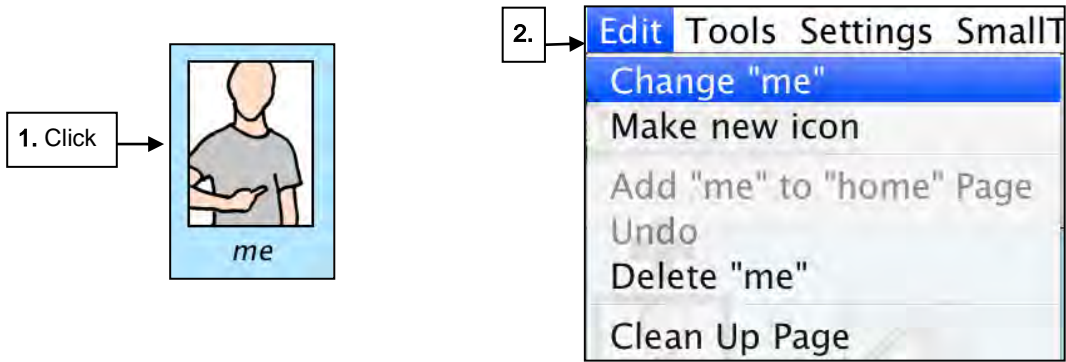 1. Click
me
2.
Edit Tools Settings SmallT
Change "me"
Make new icon
Add "me" to "home" Page
Undo
Delete "me"
Clean Up Page